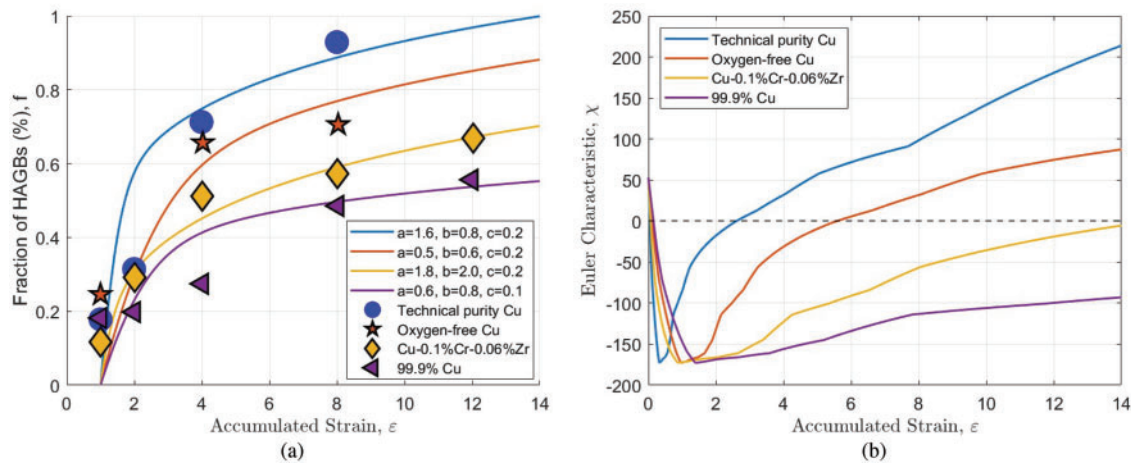 1
0.8
0.6
0.4
0.2
0
Fraction of HAGBs (%), f
0 2 4 6 8 10 12 14
Accumulated Strain, ε
a=1.6, b=0.8, c=0.2
a=0.5, b=0.6, c=0.2
a=1.8, b=2.0, c=0.2
a=0.6, b=0.8, c=0.1
Technical purity Cu
Oxygen-free Cu
Cu-0.1%Cr-0.06%Zr
99.9% Cu
(a)
250
200
150
100
50
0
-50
-100
-150
-200
Euler Characteristic, χ
Technical purity Cu
Oxygen-free Cu
Cu-0.1%Cr-0.06%Zr
99.9% Cu
0 2 4 6 8 10 12 14
Accumulated Strain, ε
(b)